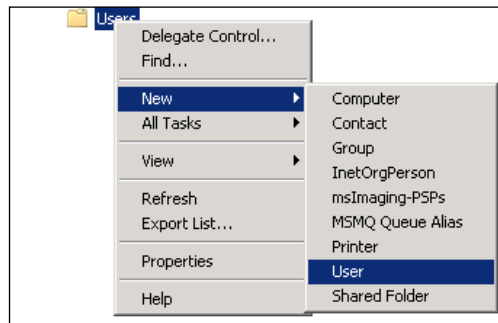 Users
Delegate Control...
Find...
New
All Tasks
View
Refresh
Export List...
Properties
Help
Computer
Contact
Group
InetOrgPerson
msImaging-PSPs
MSMQ Queue Alias
Printer
User
Shared Folder